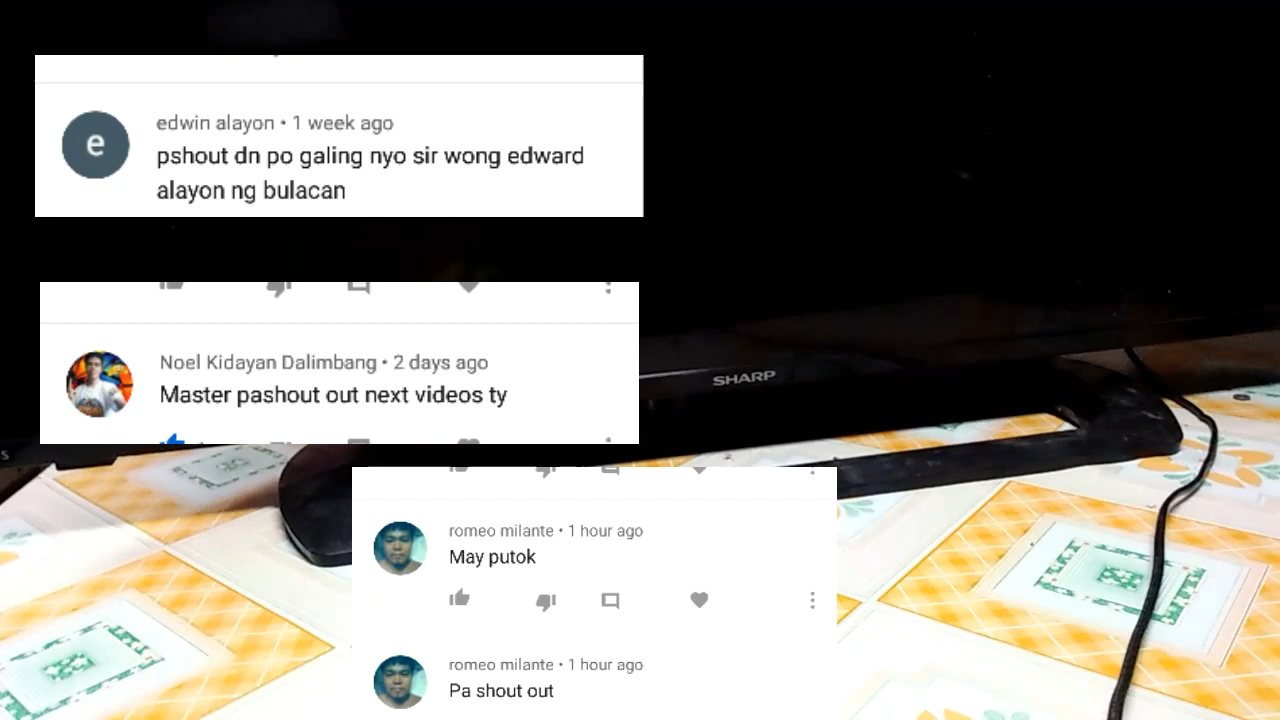 edwin alayon • 1 week ago
pshout dn po galing nyo sir wong edward
alayon ng bulacan
Noel Kidayan Dalimbang • 2 days ago
Master pashout out next videos ty
SHARP
S
romeo milante • 1 hour ago
May putok
romeo milante • 1 hour ago
Pa shout out
e